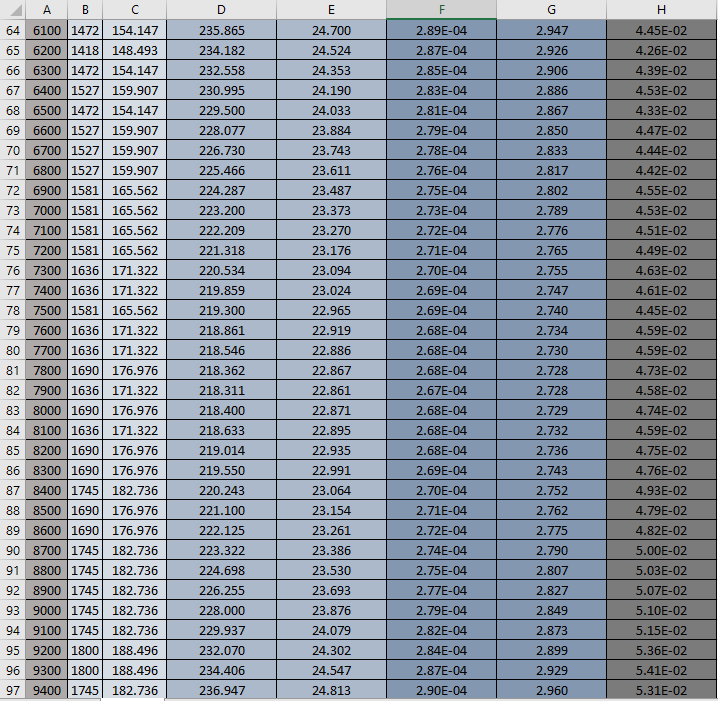 A B C D E F G H
64 6100 1472 154.147 235.865 24.700 2.89E-04 2.947 4.45E-02
65 6200 1418 148.493 234.182 24.524 2.87E-04 2.926 4.26E-02
66 6300 1472 154.147 232.558 24.353 2.85E-04 2.906 4.39E-02
67 6400 1527 159.907 230.995 24.190 2.83E-04 2.886 4.53E-02
68 6500 1472 154.147 229.500 24.033 2.81E-04 2.867 4.33E-02
69 6600 1527 159.907 228.077 23.884 2.79E-04 2.850 4.47E-02
70 6700 1527 159.907 226.730 23.743 2.78E-04 2.833 4.44E-02
71 6800 1527 159.907 225.466 23.611 2.76E-04 2.817 4.42E-02
72 6900 1581 165.562 224.287 23.487 2.75E-04 2.802 4.55E-02
73 7000 1581 165.562 223.200 23.373 2.73E-04 2.789 4.53E-02
74 7100 1581 165.562 222.209 23.270 2.72E-04 2.776 4.51E-02
75 7200 1581 165.562 221.318 23.176 2.71E-04 2.765 4.49E-02
76 7300 1636 171.322 220.534 23.094 2.70E-04 2.755 4.63E-02
77 7400 1636 171.322 219.859 23.024 2.69E-04 2.747 4.61E-02
78 7500 1581 165.562 219.300 22.965 2.69E-04 2.740 4.45E-02
79 7600 1636 171.322 218.861 22.919 2.68E-04 2.734 4.59E-02
80 7700 1636 171.322 218.546 22.886 2.68E-04 2.730 4.59E-02
81 7800 1690 176.976 218.362 22.867 2.68E-04 2.728 4.73E-02
82 7900 1636 171.322 218.311 22.861 2.67E-04 2.728 4.58E-02
83 8000 1690 176.976 218.400 22.871 2.68E-04 2.729 4.74E-02
84 8100 1636 171.322 218.633 22.895 2.68E-04 2.732 4.59E-02
85 8200 1690 176.976 219.014 22.935 2.68E-04 2.736 4.75E-02
86 8300 1690 176.976 219.550 22.991 2.69E-04 2.743 4.76E-02
87 8400 1745 182.736 220.243 23.064 2.70E-04 2.752 4.93E-02
88 8500 1690 176.976 221.100 23.154 2.71E-04 2.762 4.79E-02
89 8600 1690 176.976 222.125 23.261 2.72E-04 2.775 4.82E-02
90 8700 1745 182.736 223.322 23.386 2.74E-04 2.790 5.00E-02
91 8800 1745 182.736 224.698 23.530 2.75E-04 2.807 5.03E-02
92 8900 1745 182.736 226.255 23.693 2.77E-04 2.827 5.07E-02
93 9000 1745 182.736 228.000 23.876 2.79E-04 2.849 5.10E-02
94 9100 1745 182.736 229.937 24.079 2.82E-04 2.873 5.15E-02
95 9200 1800 188.496 232.070 24.302 2.84E-04 2.899 5.36E-02
96 9300 1800 188.496 234.406 24.547 2.87E-04 2.929 5.41E-02
97 9400 1745 182.736 236.947 24.813 2.90E-04 2.960 5.31E-02